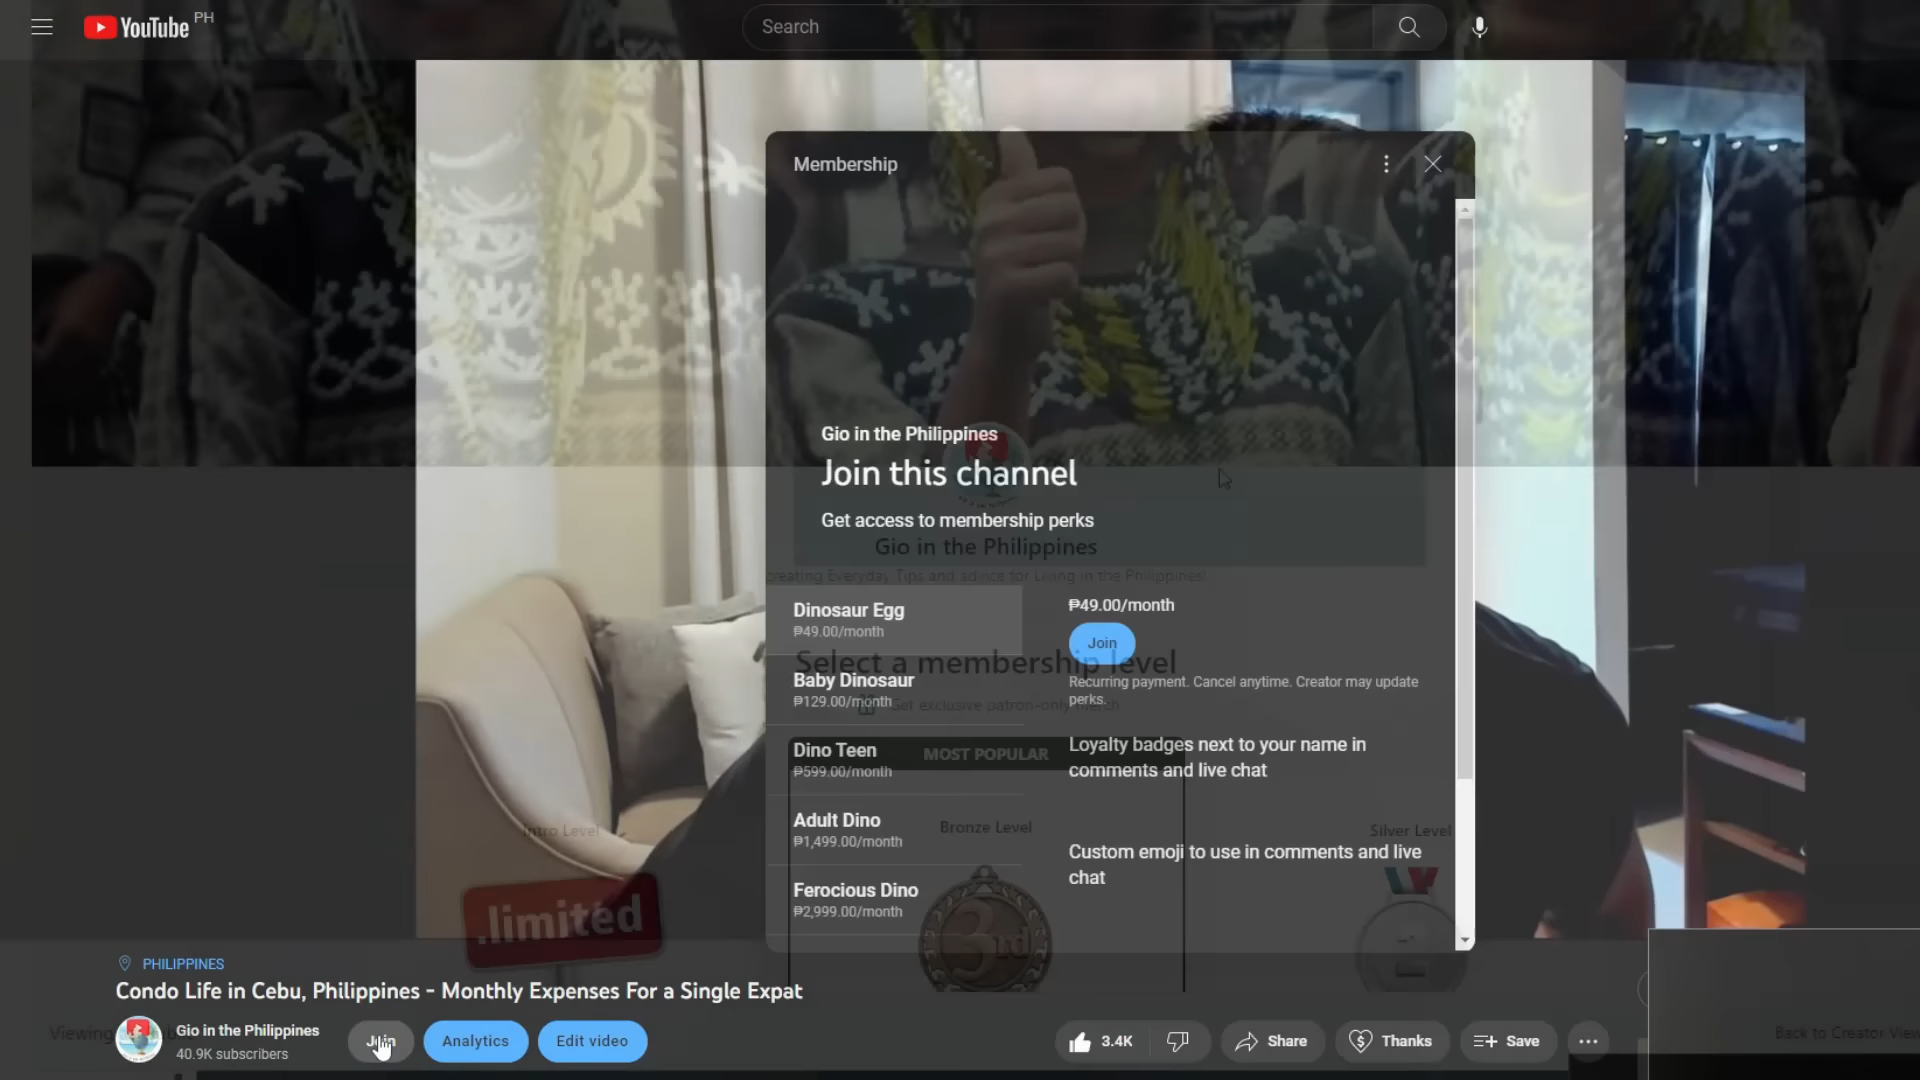 YouTube PH
Search
Membership
Gio in the Philippines
Join this channel
Get access to membership perks
Gio in the Philippines
creating Everyday Tips and advice for Living in the Philippines!
Dinosaur Egg
₱49.00/month
₱49.00/month
Join
Select a membership level
Baby Dinosaur
₱129.00/month
Recurring payment. Cancel anytime. Creator may update
perks.
Get exclusive patron-only merch
Dino Teen
₱599.00/month
MOST POPULAR
Loyalty badges next to your name in
comments and live chat
Adult Dino
₱1,499.00/month
Intro Level
Bronze Level
Silver Level
Custom emoji to use in comments and live
chat
Ferocious Dino
₱2,999.00/month
.limited
3rd
PHILIPPINES
Condo Life in Cebu, Philippines - Monthly Expenses For a Single Expat
Viewing
Gio in the Philippines
40.9K subscribers
Join
Analytics
Edit video
3.4K
Share
Thanks
Save
Back to Creator View